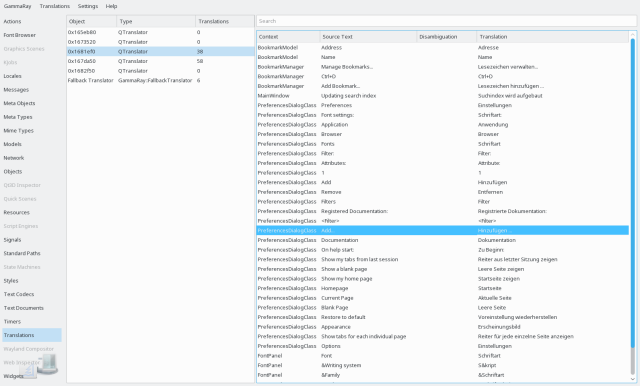 GammaRay Translations Settings Help
Actions
Font Browser
Graphics Scenes
KJobs
Locales
Messages
Meta Objects
Meta Types
Mime Types
Models
Network
Objects
QSGI Inspector
Quick Scenes
Resources
Script Engines
Signals
Standard Paths
State Machines
Styles
Text Codecs
Text Documents
Timers
Translations
Wayland Compositor
Web Inspector
Widgets
Object Type Translations
0x165eb80 QTranslator 0
0x1673520 QTranslator 0
0x1681ef0 QTranslator 38
0x167da50 QTranslator 58
0x1682f50 QTranslator 0
Fallback Translator GammaRay::FallbackTranslator 6
Search
Context Source Text Disambiguation Translation
BookmarkModel Address Adresse
BookmarkModel Name Name
BookmarkManager Manage Bookmarks... Lesezeichen verwalten..
BookmarkManager Ctrl+D Ctrl+D
BookmarkManager Add Bookmark... Lesezeichen hinzufügen ...
MainWindow Updating search index Suchindex wird aufgebaut
PreferencesDialogClass Preferences Einstellungen
PreferencesDialogClass Font settings: Schriftart:
PreferencesDialogClass Application Anwendung
PreferencesDialogClass Browser Browser
PreferencesDialogClass Fonts Schriftart
PreferencesDialogClass Filter: Filter:
PreferencesDialogClass Attributes: Attribute:
PreferencesDialogClass 1 1
PreferencesDialogClass Add Hinzufügen
PreferencesDialogClass Remove Entfernen
PreferencesDialogClass Filters Filter
PreferencesDialogClass Registered Documentation: Registrierte Dokumentation:
PreferencesDialogClass <Filter> <Filter>
PreferencesDialogClass Add... Hinzufügen ...
PreferencesDialogClass Documentation Dokumentation
PreferencesDialogClass On help start: Zu Beginn:
PreferencesDialogClass Show my tabs from last session Reiter aus letzter Sitzung zeigen
PreferencesDialogClass Show a blank page Leere Seite zeigen
PreferencesDialogClass Show my home page Startseite zeigen
PreferencesDialogClass Homepage Startseite
PreferencesDialogClass Current Page Aktuelle Seite
PreferencesDialogClass Blank Page Leere Seite
PreferencesDialogClass Restore to default Voreinstellung wiederherstellen
PreferencesDialogClass Appearance Erscheinungsbild
PreferencesDialogClass Show tabs for each individual page Reiter für jede einzelne Seite anzeigen
PreferencesDialogClass Options Einstellungen
FontPanel Font Schriftart
FontPanel &Writing system S&kript
FontPanel &Family &Schriftart